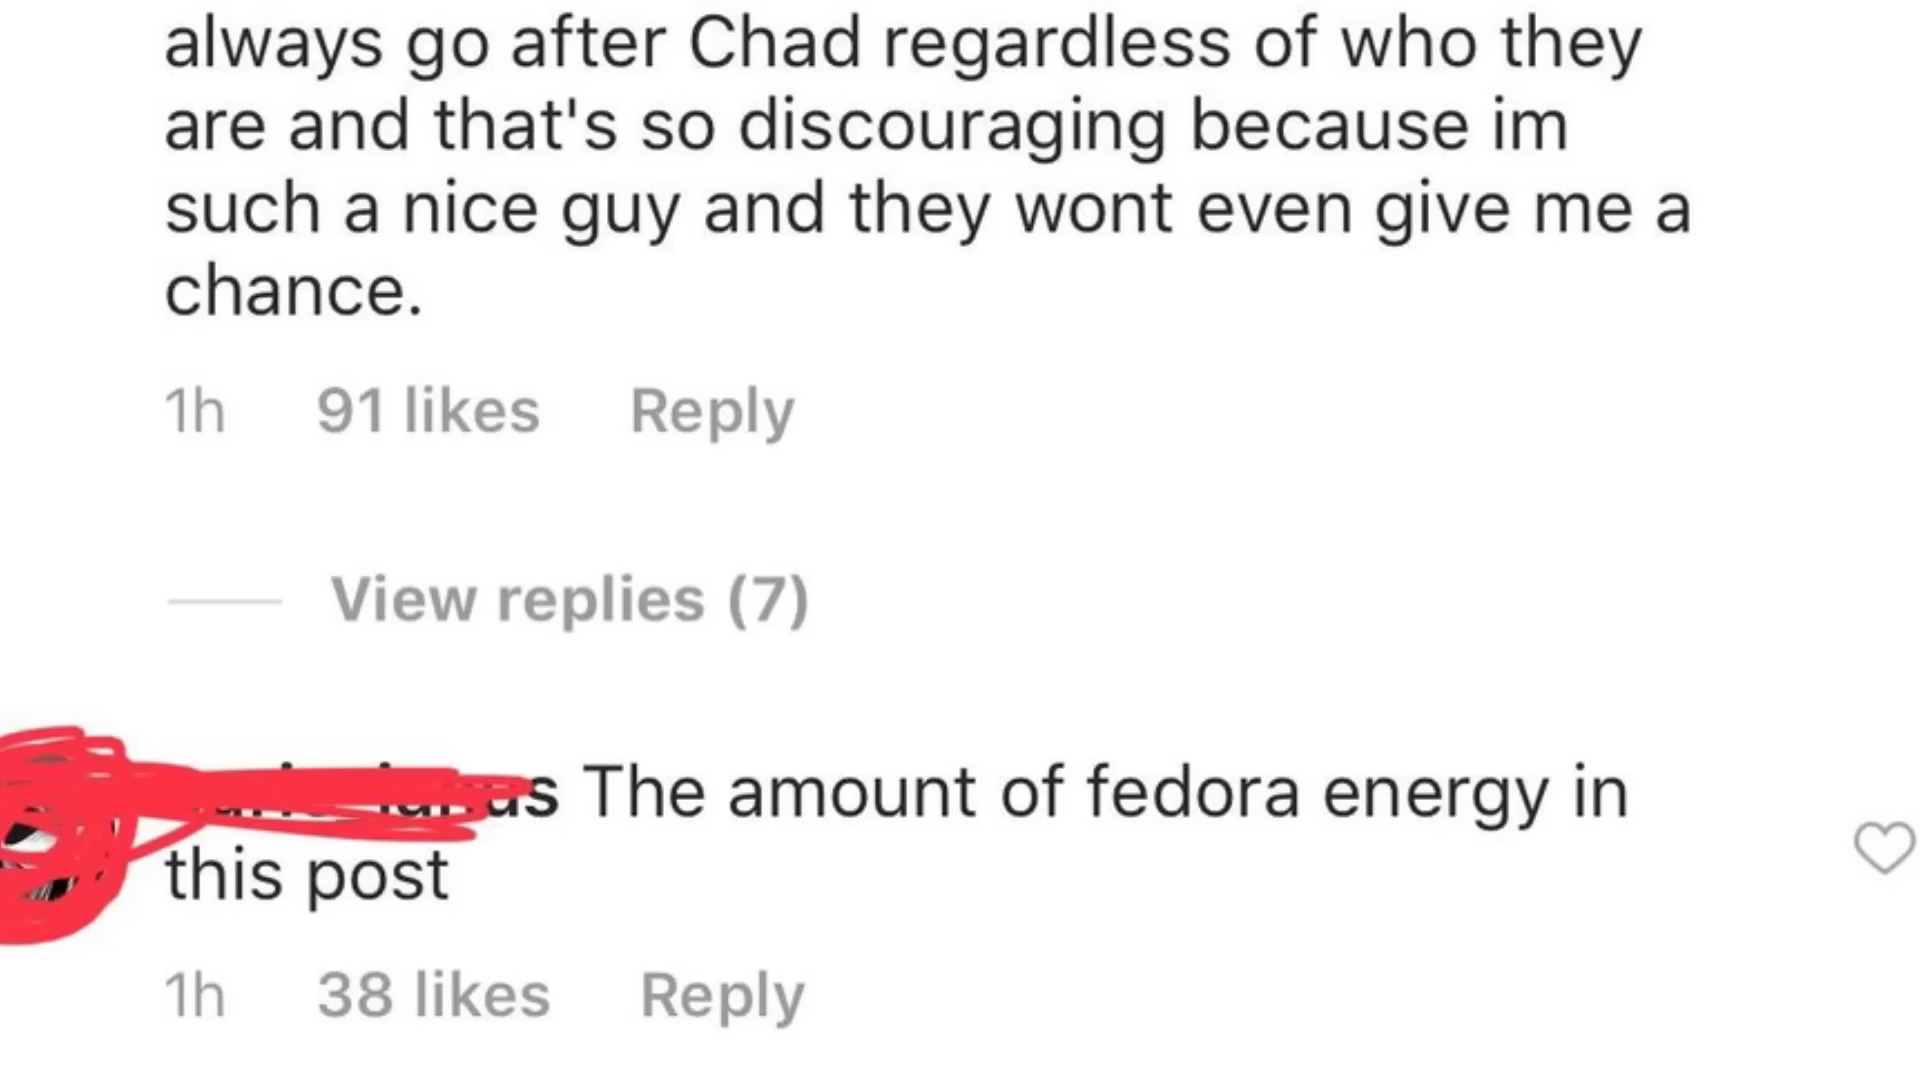 always go after Chad regardless of who they
are and that's so discouraging because im
such a nice guy and they wont even give me a
chance.
1h 91 likes Reply
View replies (7)
The amount of fedora energy in
this post
1h 38 likes Reply